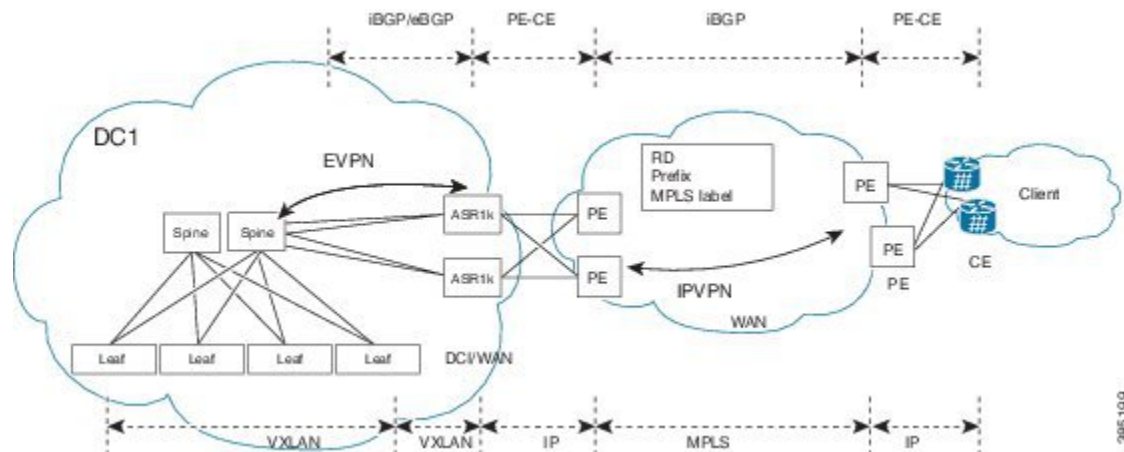 iBGP/eBGP
PE-CE
iBGP
PE-CE
DC1
EVPN
RD
Prefix
MPLS label
PE
Client
ASR1k
PE
Spine
Spine
PE
CE
ASR1k
PE
IPVPN
PE
WAN
Leaf
Leaf
Leaf
Leaf
DCI/WAN
VXLAN
VXLAN
IP
MPLS
IP
395199